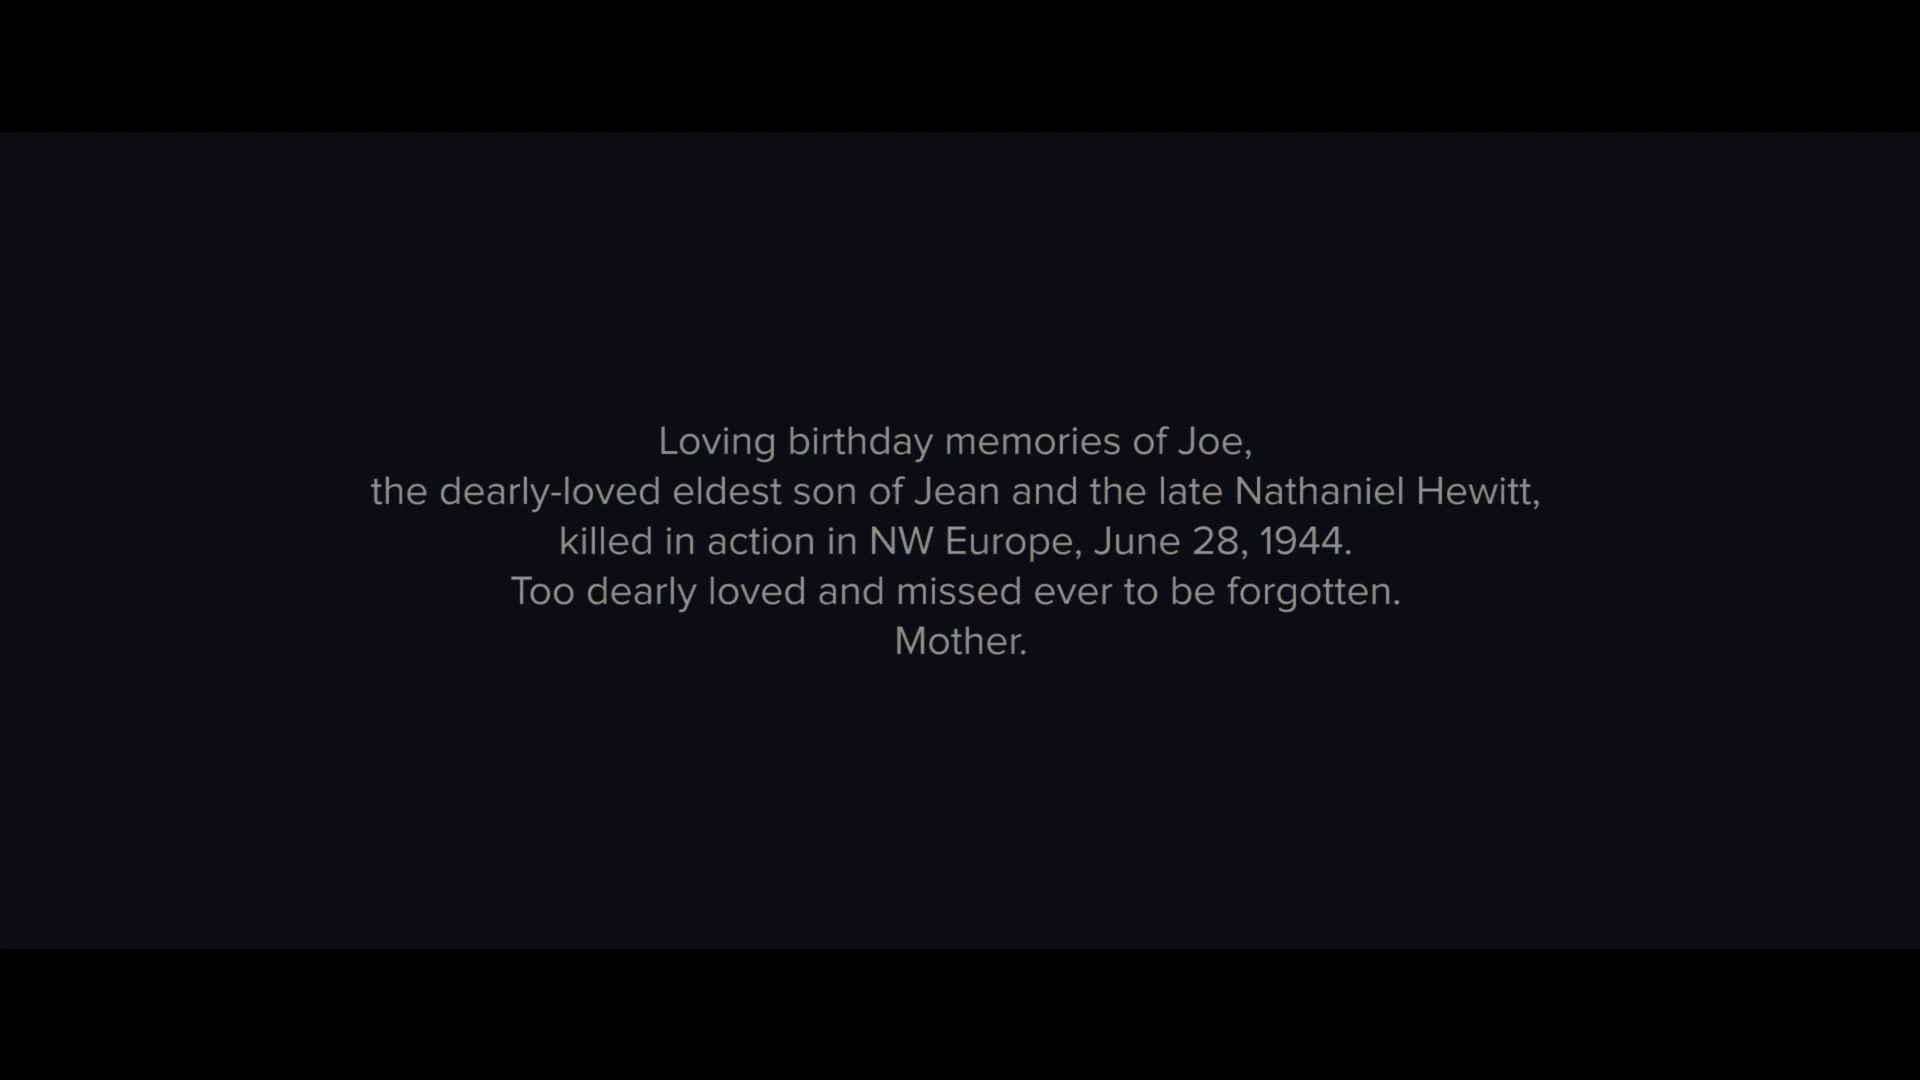 Loving birthday memories of Joe,
the dearly-loved eldest son of Jean and the late Nathaniel Hewitt,
killed in action in NW Europe, June 28, 1944.
Too dearly loved and missed ever to be forgotten.
Mother.